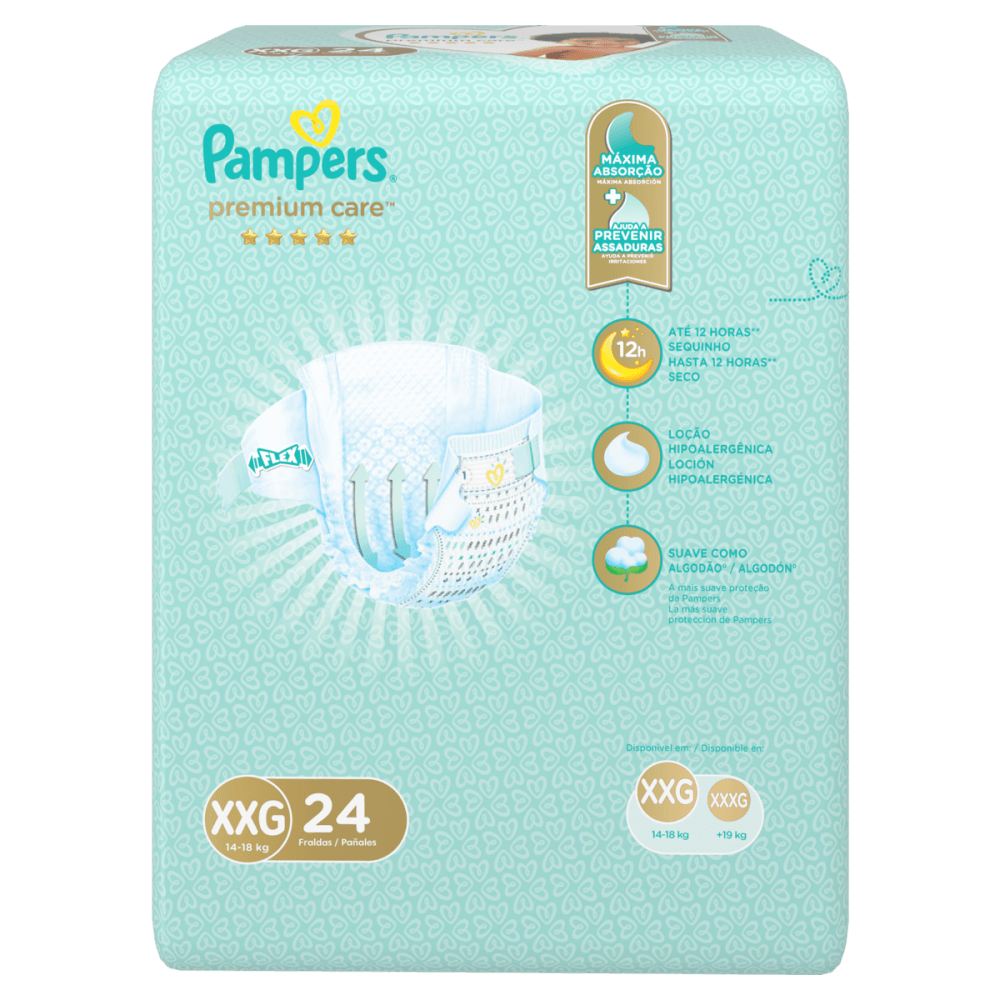 XXG 24
Pampers
premium care
Pampers®
premium care™
MÁXIMA
ABSORÇÃO
MÁXIMA ABSORCIÓN
+
AJUDA A
PREVENIR
ASSADURAS
AYUDA A PREVENIR
IRRITACIONES
12h
ATÉ 12 HORAS**
SEQUINHO
HASTA 12 HORAS**
SECO
LOÇÃO
HIPOALERGÊNICA
LOCIÓN
HIPOALERGÉNICA
FLEX
SUAVE COMO
ALGODÃO° / ALGODÓN°
A mais suave proteção
da Pampers
La más suave
protección de Pampers
Disponível em: / Disponible en:
XXG
14-18 kg
XXXG
+19 kg
XXG
14-18 kg
24
Fraldas / Pañales